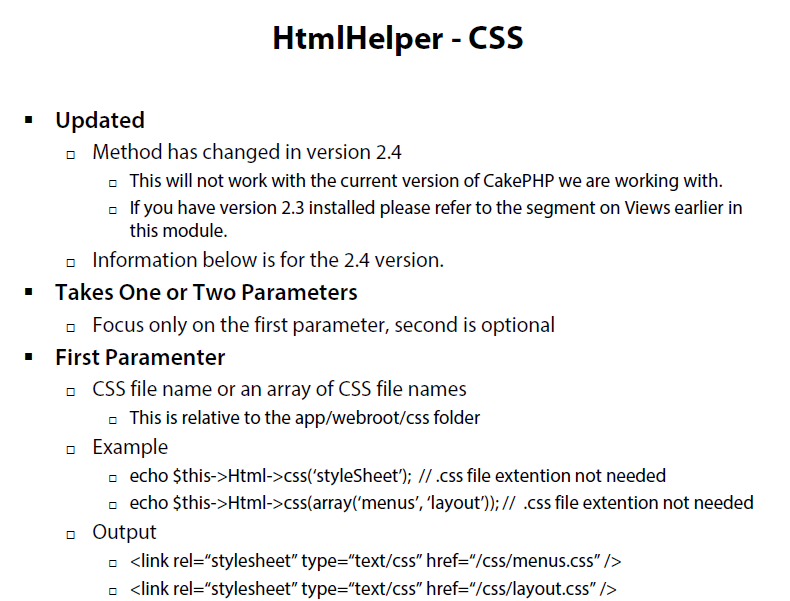 HtmlHelper - CSS
▪ Updated
□ Method has changed in version 2.4
□ This will not work with the current version of CakePHP we are working with.
□ If you have version 2.3 installed please refer to the segment on Views earlier in
this module.
□ Information below is for the 2.4 version.
▪ Takes One or Two Parameters
□ Focus only on the first parameter, second is optional
▪ First Paramenter
□ CSS file name or an array of CSS file names
□ This is relative to the app/webroot/css folder
□ Example
□ echo $this->Html->css(‘styleSheet’);  // .css file extention not needed
□ echo $this->Html->css(array(‘menus’, ‘layout’)); //  .css file extention not needed
□ Output
□ <link rel=“stylesheet” type=“text/css” href=“/css/menus.css” />
□ <link rel=“stylesheet” type=“text/css” href=“/css/layout.css” />